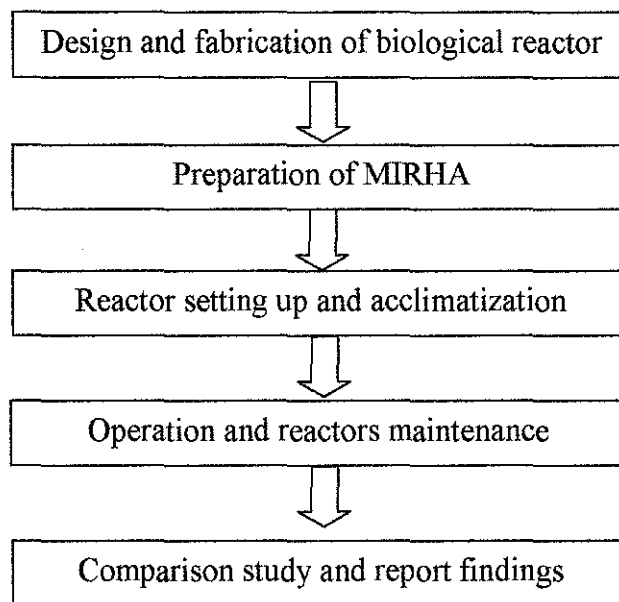 Design and fabrication of biological reactor
Preparation of MIRHA
Reactor setting up and acclimatization
Operation and reactors maintenance
Comparison study and report findings